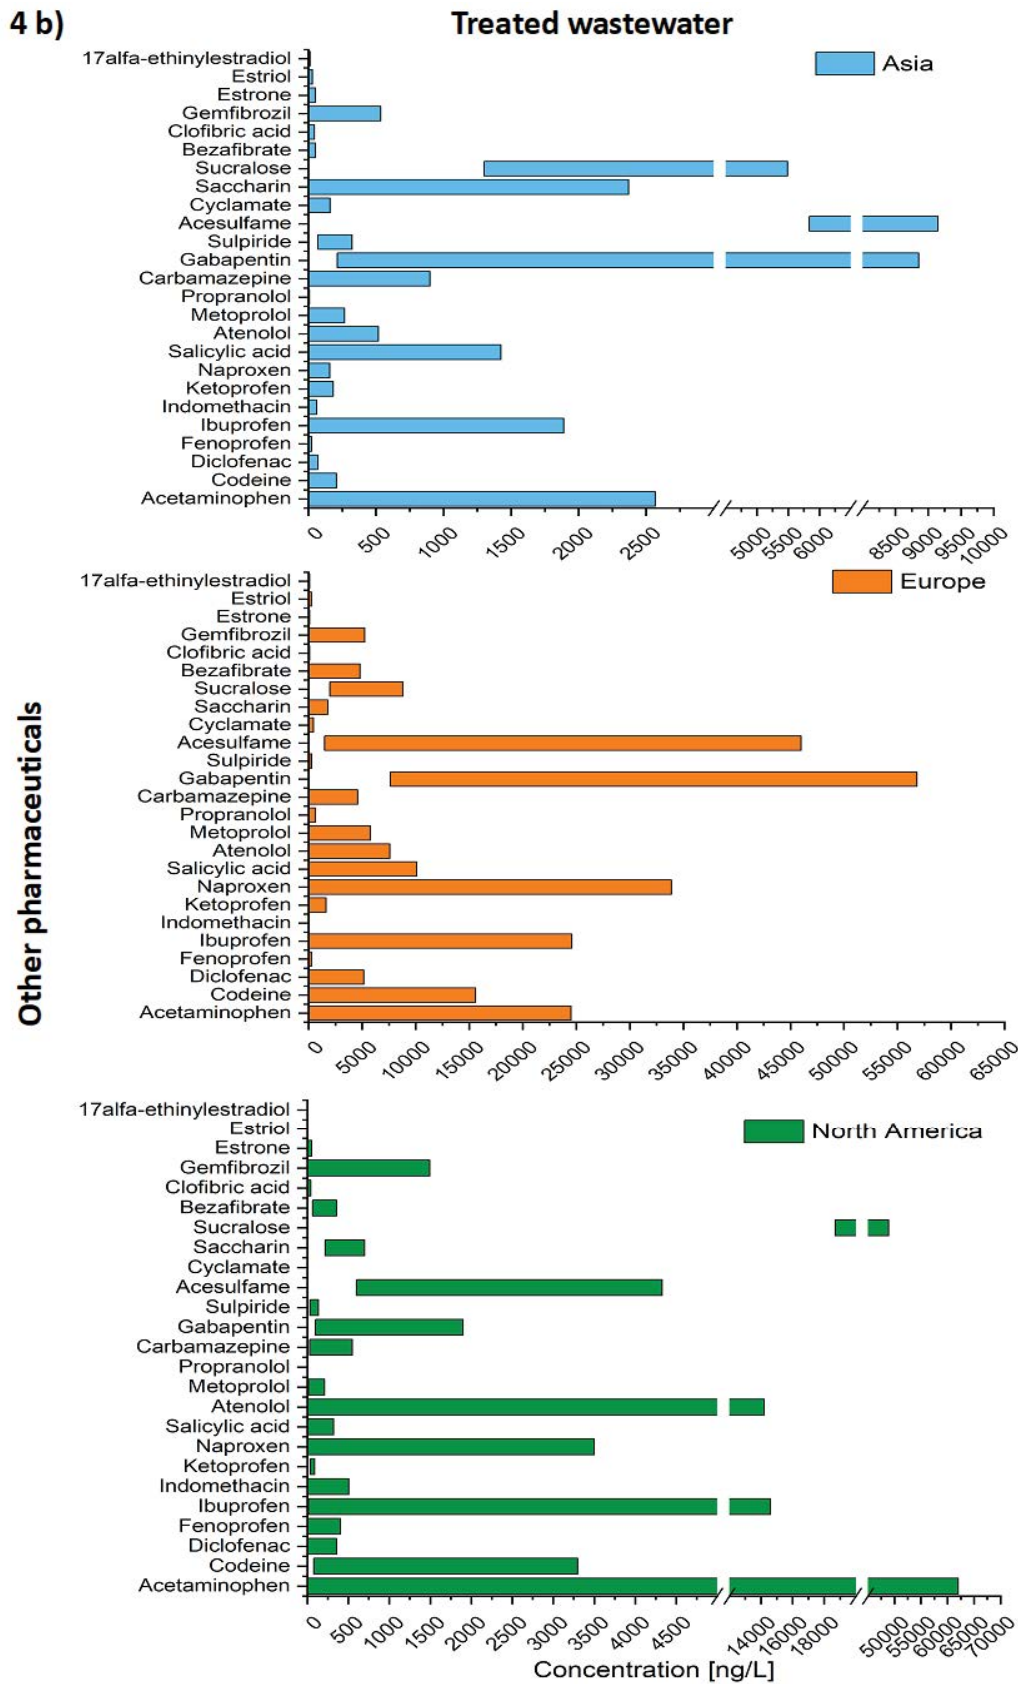 4 b)
Treated wastewater
Other pharmaceuticals
Asia
17alfa-ethinylestradiol
Estriol
Estrone
Gemfibrozil
Clofibric acid
Bezafibrate
Sucralose
Saccharin
Cyclamate
Acesulfame
Sulpiride
Gabapentin
Carbamazepine
Propranolol
Metoprolol
Atenolol
Salicylic acid
Naproxen
Ketoprofen
Indomethacin
Ibuprofen
Fenoprofen
Diclofenac
Codeine
Acetaminophen
0 500 1000 1500 2000 2500 5000 5500 6000 8500 9000 9500 10000
Europe
17alfa-ethinylestradiol
Estriol
Estrone
Gemfibrozil
Clofibric acid
Bezafibrate
Sucralose
Saccharin
Cyclamate
Acesulfame
Sulpiride
Gabapentin
Carbamazepine
Propranolol
Metoprolol
Atenolol
Salicylic acid
Naproxen
Ketoprofen
Indomethacin
Ibuprofen
Fenoprofen
Diclofenac
Codeine
Acetaminophen
0 5000 10000 15000 20000 25000 30000 35000 40000 45000 50000 55000 60000 65000
North America
17alfa-ethinylestradiol
Estriol
Estrone
Gemfibrozil
Clofibric acid
Bezafibrate
Sucralose
Saccharin
Cyclamate
Acesulfame
Sulpiride
Gabapentin
Carbamazepine
Propranolol
Metoprolol
Atenolol
Salicylic acid
Naproxen
Ketoprofen
Indomethacin
Ibuprofen
Fenoprofen
Diclofenac
Codeine
Acetaminophen
0 500 1000 1500 2000 2500 3000 3500 4000 4500 14000 16000 18000 50000 55000 60000 65000 70000
Concentration [ng/L]